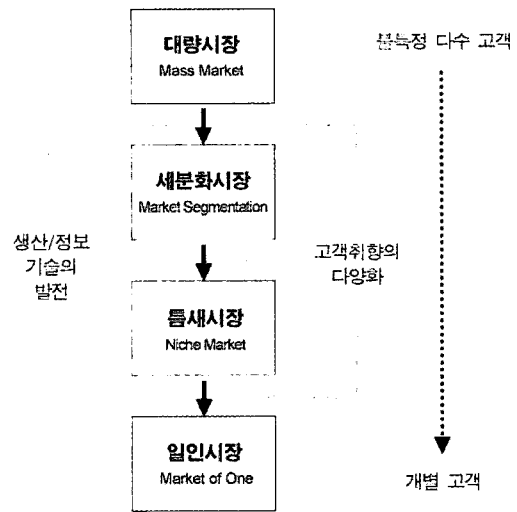 대량시장
Mass Market
불특정 다수 고객
세분화시장
Market Segmentation
생산/정보
기술의
발전
고객취향의
다양화
틈새시장
Niche Market
일인시장
Market of One
개별 고객